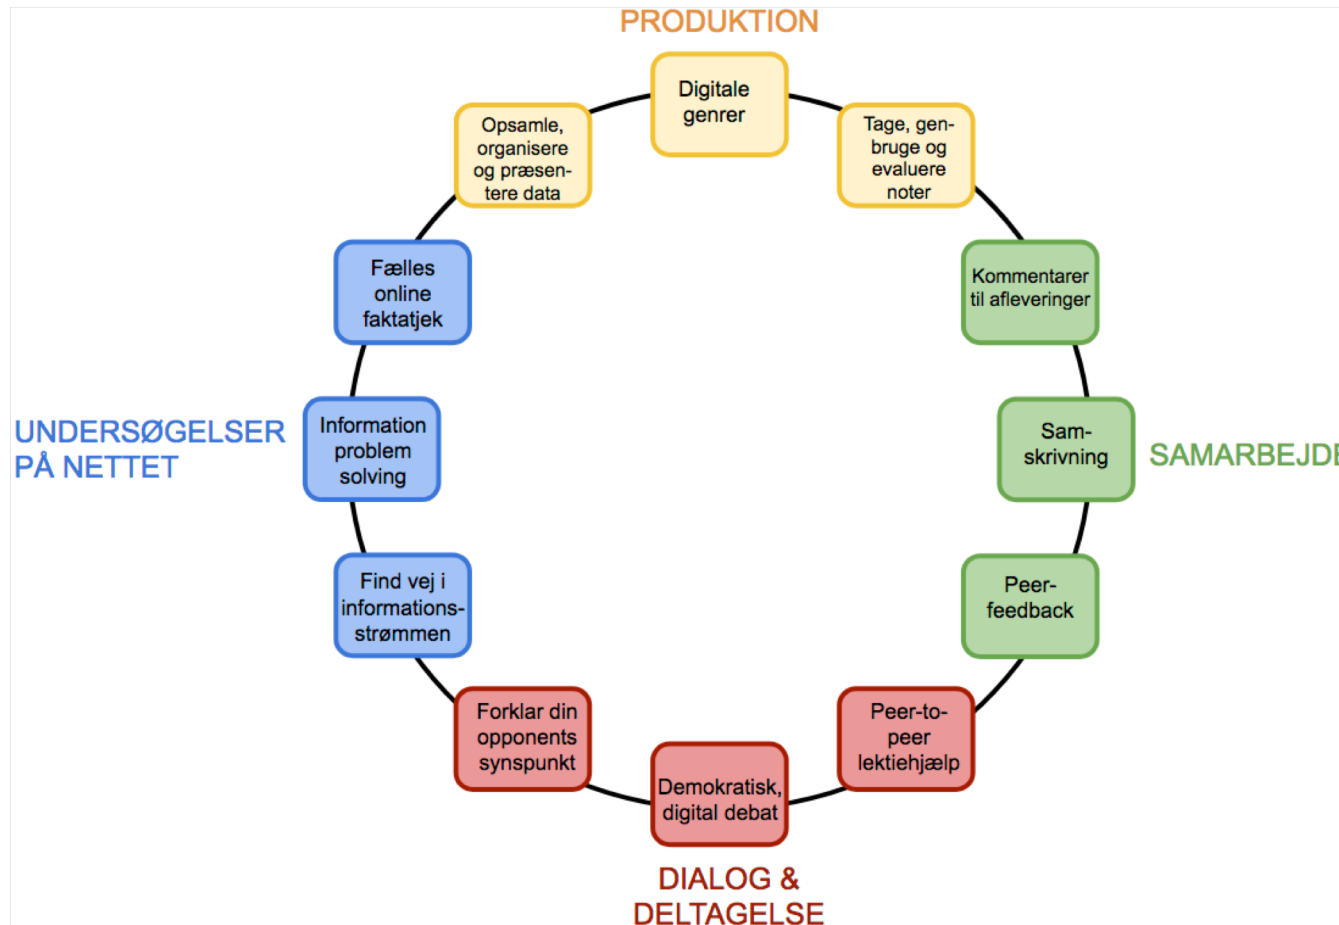 PRODUKTION
Digitale
genrer
Opsamle,
organisere
og præsen-
tere data
Tage, gen-
bruge og
evaluere
noter
Fælles
online
faktatjek
Kommentarer
til afleveringer
UNDERSØGELSER
PÅ NETTET
Information
problem
solving
Sam-
skrivning
SAMARBEJDE
Find vej i
informations-
strømmen
Peer-
feedback
Forklar din
opponents
synspunkt
Demokratisk,
digital debat
Peer-to-
peer
lektiehjælp
DIALOG &
DELTAGELSE